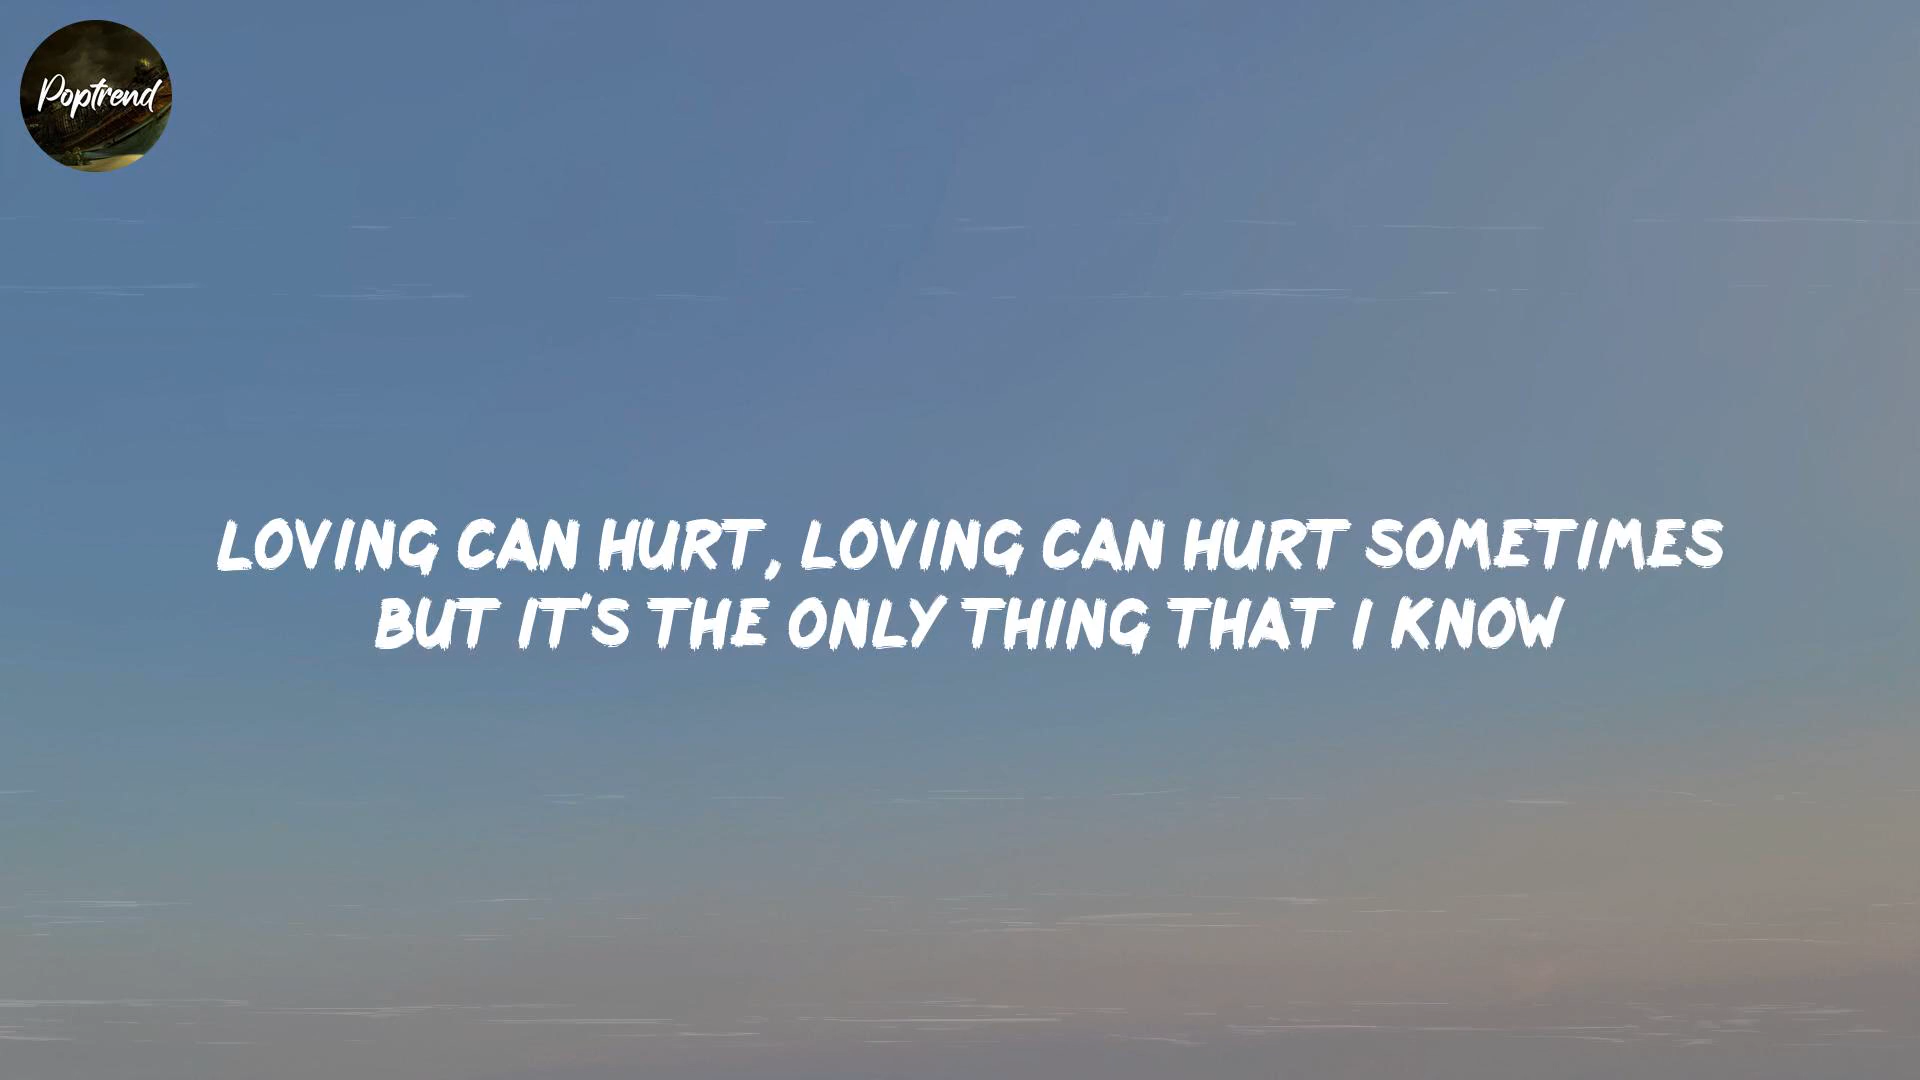 Poptrend
LOVING CAN HURT, LOVING CAN HURT SOMETIMES
BUT IT'S THE ONLY THING THAT I KNOW